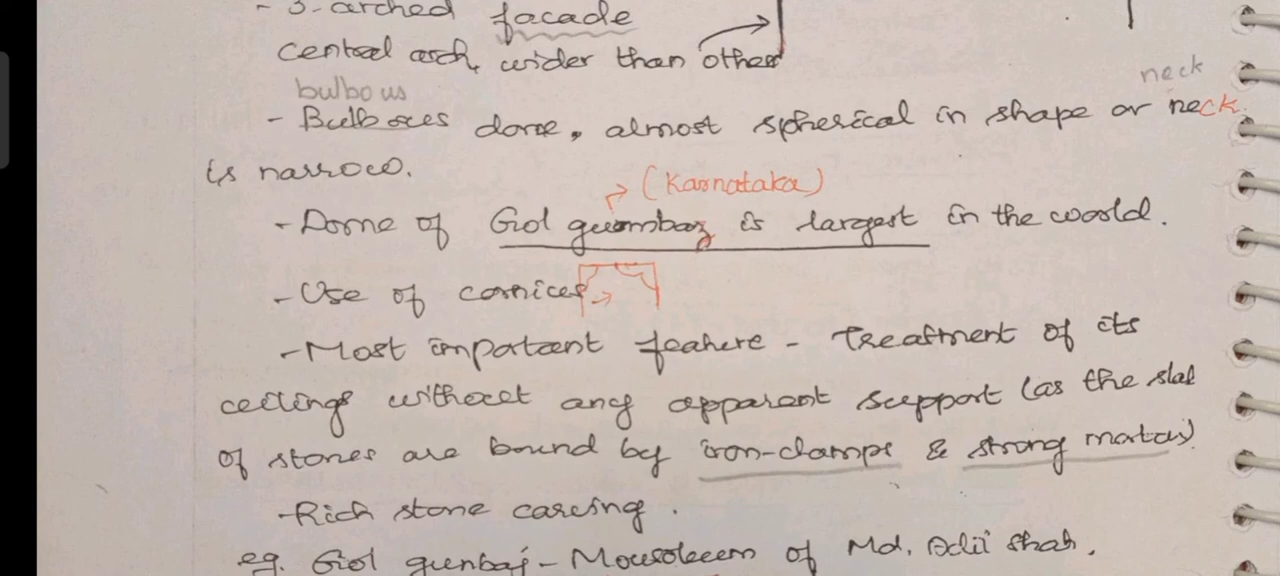 - 3-arched facade
central arch, wider than other
bulbous
neck
- Bulbous dome, almost spherical in shape or neck
is narrow.
→ (Karnataka)
- Dome of Gol gumbaz is largest in the world.
- Use of cornices →
- Most important feature - Treatment of its
ceilings without any apparent support (as the slab
of stones are bound by iron-clamps & strong mortar)
- Rich stone carving.
eg. Gol gunbaj - Mousoleum of Md. Adil Shah.